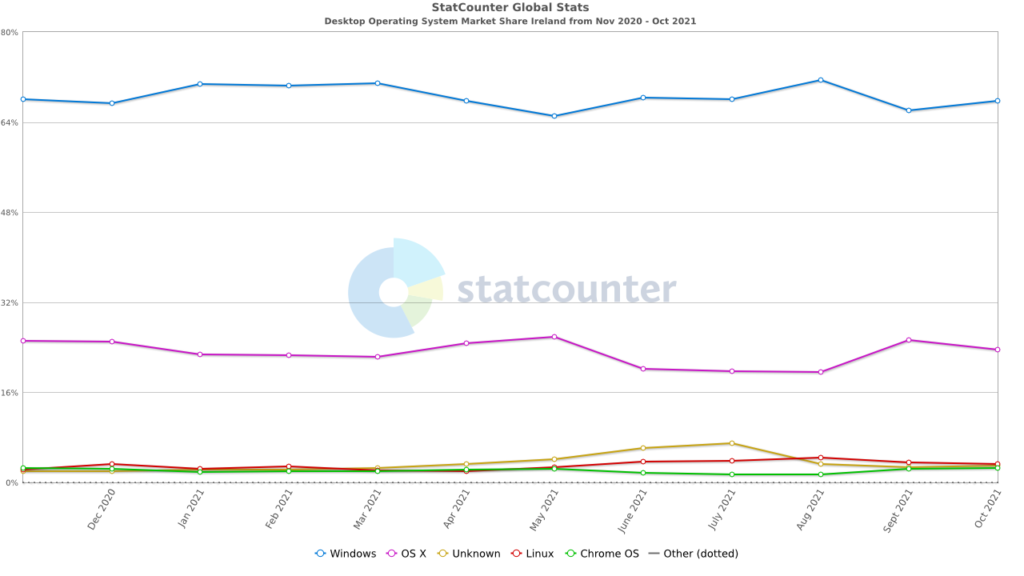 StatCounter Global Stats
Desktop Operating System Market Share Ireland from Nov 2020 - Oct 2021
80%
64%
48%
statcounter
32%
16%
0%
Dec 2020 Jan 2021 Feb 2021 Mar 2021 Apr 2021 May 2021 June 2021 July 2021 Aug 2021 Sept 2021 Oct 2021
Windows OS X Unknown Linux Chrome OS Other (dotted)